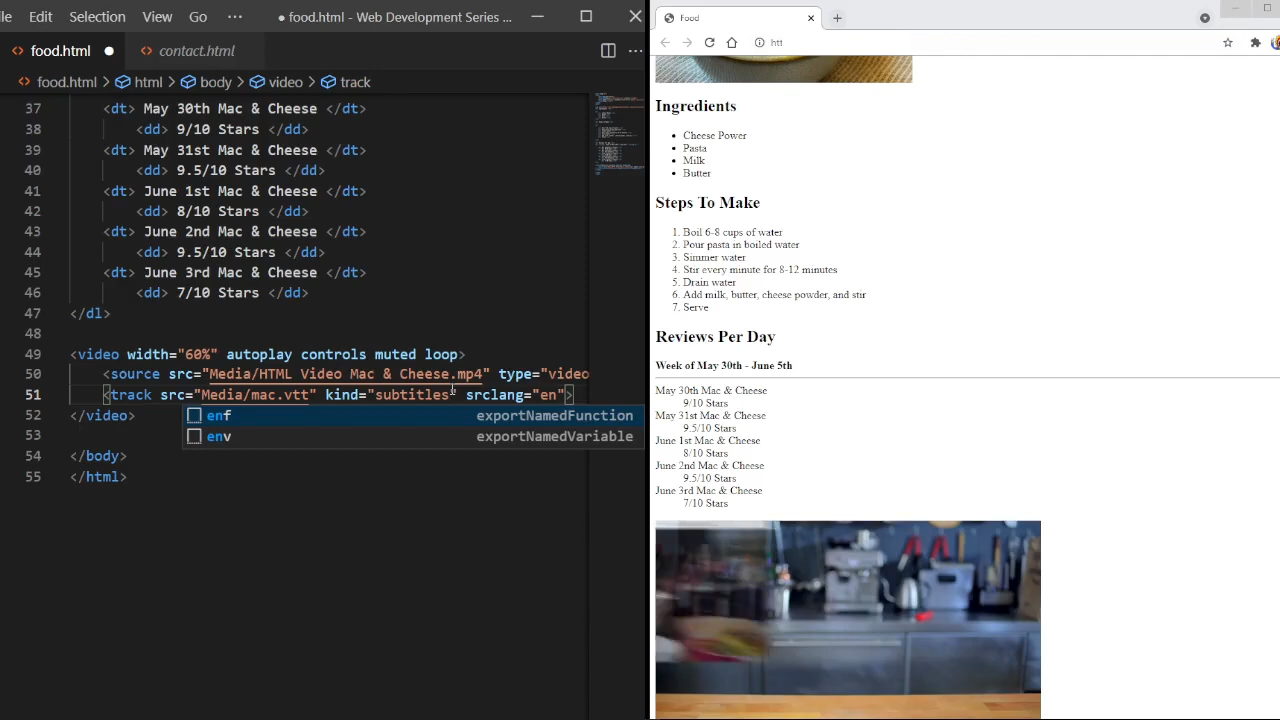 Edit Selection View Go ··· ● food.html - Web Development Series ...
food.html ● contact.html
food.html > html > body > video > track
37 <dt> May 30th Mac & Cheese </dt>
38 <dd> 9/10 Stars </dd>
39 <dt> May 31st Mac & Cheese </dt>
40 <dd> 9.5/10 Stars </dd>
41 <dt> June 1st Mac & Cheese </dt>
42 <dd> 8/10 Stars </dd>
43 <dt> June 2nd Mac & Cheese </dt>
44 <dd> 9.5/10 Stars </dd>
45 <dt> June 3rd Mac & Cheese </dt>
46 <dd> 7/10 Stars </dd>
47 </dl>
48
49 <video width="60%" autoplay controls muted loop>
50 <source src="Media/HTML Video Mac & Cheese.mp4" type="video
51 <track src="Media/mac.vtt" kind="subtitles" srclang="en">
52 </video>
enf exportNamedFunction
env exportNamedVariable
53
54 </body>
55 </html>
Food
htt
Ingredients
• Cheese Power
• Pasta
• Milk
• Butter
Steps To Make
1. Boil 6-8 cups of water
2. Pour pasta in boiled water
3. Simmer water
4. Stir every minute for 8-12 minutes
5. Drain water
6. Add milk, butter, cheese powder, and stir
7. Serve
Reviews Per Day
Week of May 30th - June 5th
May 30th Mac & Cheese
9/10 Stars
May 31st Mac & Cheese
9.5/10 Stars
June 1st Mac & Cheese
8/10 Stars
June 2nd Mac & Cheese
9.5/10 Stars
June 3rd Mac & Cheese
7/10 Stars